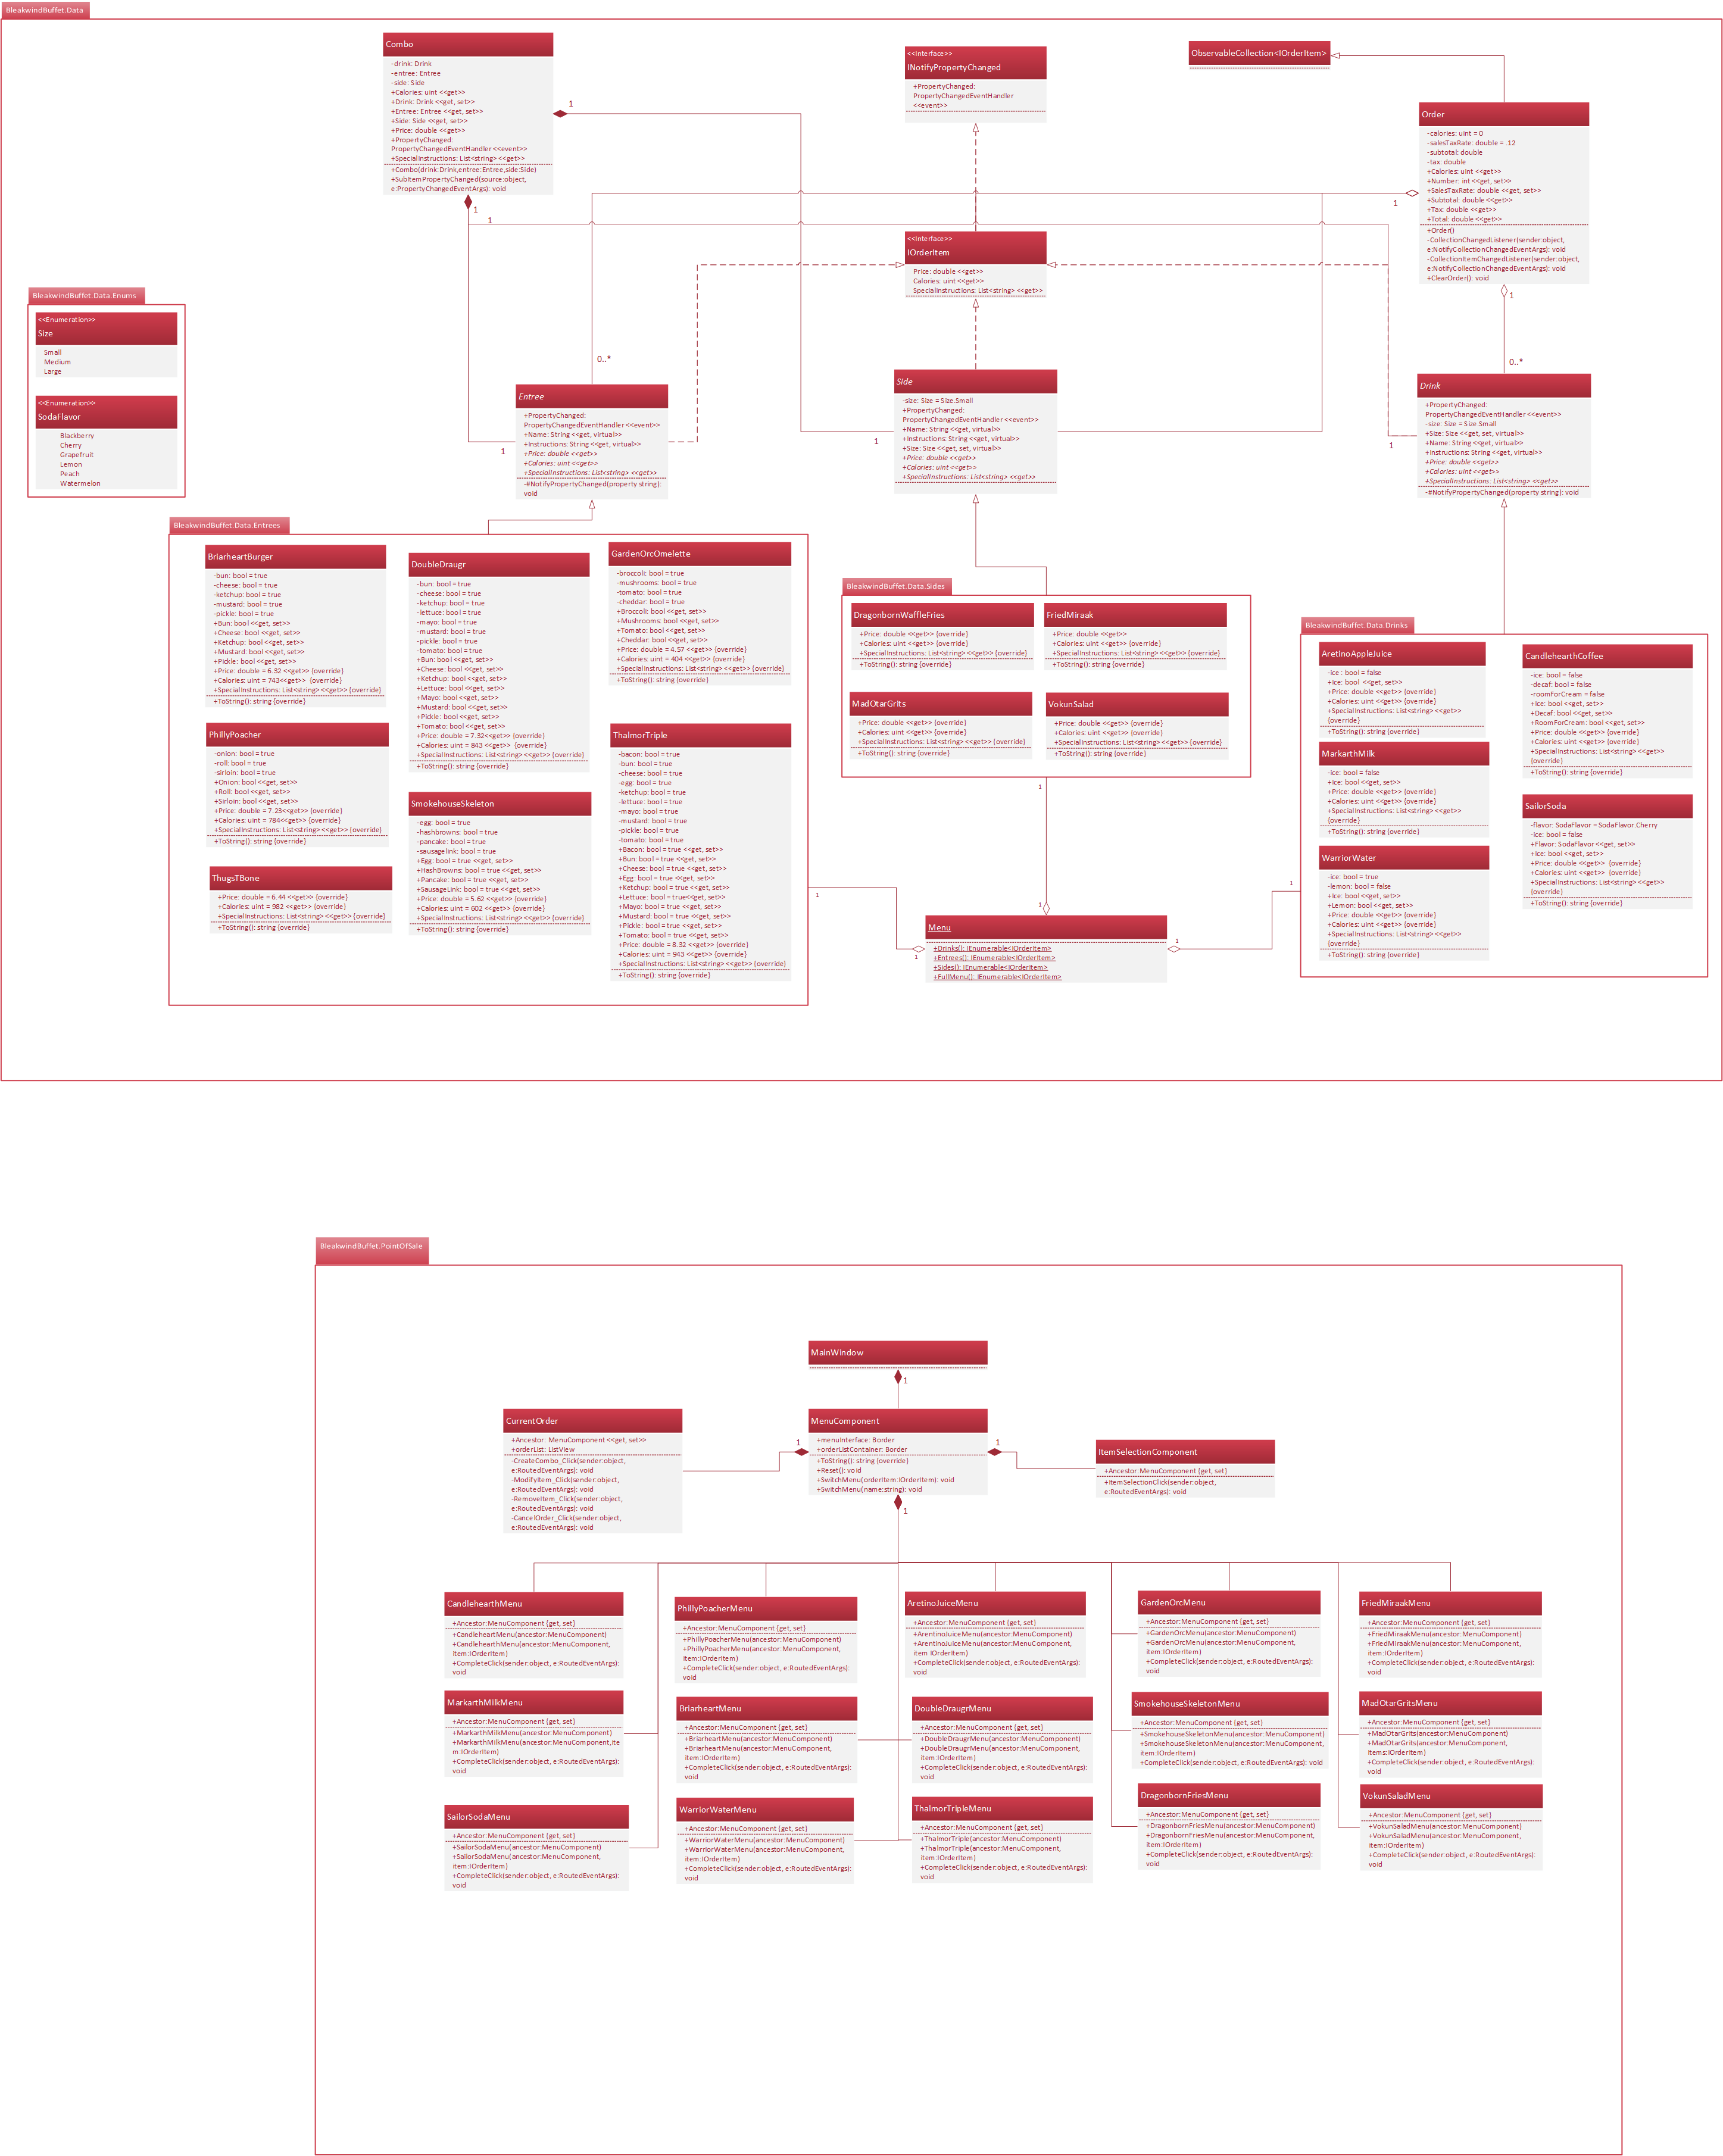 BleakwindBuffet.Data
Combo
-drink: Drink
-entree: Entree
-side: Side
+Calories: uint <<get>>
+Drink: Drink <<get, set>>
+Entree: Entree <<get, set>>
+Side: Side <<get, set>>
+Price: double <<get>>
+PropertyChanged:
PropertyChangedEventHandler <<event>>
+SpecialInstructions: List<string> <<get>>
+Combo(drink:Drink,entree:Entree,side:Side)
+SubItemPropertyChanged(source:object,
e:PropertyChangedEventArgs): void
1
1
1
<<Interface>>
INotifyPropertyChanged
+PropertyChanged:
PropertyChangedEventHandler
<<event>>
ObservableCollection<IOrderItem>
Order
-calories: uint = 0
-salesTaxRate: double = .12
-subtotal: double
-tax: double
+Calories: uint <<get>>
+Number: int <<get, set>>
+SalesTaxRate: double <<get, set>>
+Subtotal: double <<get>>
+Tax: double <<get>>
+Total: double <<get>>
+Order()
-CollectionChangedListener(sender:object,
e:NotifyCollectionChangedEventArgs): void
-CollectionItemChangedListener(sender:object,
e:NotifyCollectionChangedEventArgs): void
+ClearOrder(): void
1
1
<<Interface>>
IOrderItem
Price: double <<get>>
Calories: uint <<get>>
SpecialInstructions: List<string> <<get>>
BleakwindBuffet.Data.Enums
<<Enumeration>>
Size
Small
Medium
Large
<<Enumeration>>
SodaFlavor
Blackberry
Cherry
Grapefruit
Lemon
Peach
Watermelon
0..*
0..*
Entree
+PropertyChanged:
PropertyChangedEventHandler <<event>>
+Name: String <<get, virtual>>
+Instructions: String <<get, virtual>>
+Price: double <<get>>
+Calories: uint <<get>>
+SpecialInstructions: List<string> <<get>>
-#NotifyPropertyChanged(property string):
void
1
Side
-size: Size = Size.Small
+PropertyChanged:
PropertyChangedEventHandler <<event>>
+Name: String <<get, virtual>>
+Instructions: String <<get, virtual>>
+Size: Size <<get, set, virtual>>
+Price: double <<get>>
+Calories: uint <<get>>
+SpecialInstructions: List<string> <<get>>
1
Drink
+PropertyChanged:
PropertyChangedEventHandler <<event>>
-size: Size = Size.Small
+Size: Size <<get, set, virtual>>
+Name: String <<get, virtual>>
+Instructions: String <<get, virtual>>
+Price: double <<get>>
+Calories: uint <<get>>
+SpecialInstructions: List<string> <<get>>
-#NotifyPropertyChanged(property string): void
1
BleakwindBuffet.Data.Entrees
BriarheartBurger
-bun: bool = true
-cheese: bool = true
-ketchup: bool = true
-mustard: bool = true
-pickle: bool = true
+Bun: bool <<get, set>>
+Cheese: bool <<get, set>>
+Ketchup: bool <<get, set>>
+Mustard: bool <<get, set>>
+Pickle: bool <<get, set>>
+Price: double = 6.32 <<get>> {override}
+Calories: uint = 743<<get>> {override}
+SpecialInstructions: List<string> <<get>> {override}
+ToString(): string {override}
DoubleDraugr
-bun: bool = true
-cheese: bool = true
-ketchup: bool = true
-lettuce: bool = true
-mayo: bool = true
-mustard: bool = true
-pickle: bool = true
-tomato: bool = true
+Bun: bool <<get, set>>
+Cheese: bool <<get, set>>
+Ketchup: bool <<get, set>>
+Lettuce: bool <<get, set>>
+Mayo: bool <<get, set>>
+Mustard: bool <<get, set>>
+Pickle: bool <<get, set>>
+Tomato: bool <<get, set>>
+Price: double = 7.32<<get>> {override}
+Calories: uint = 843 <<get>> {override}
+SpecialInstructions: List<string> <<get>> {override}
+ToString(): string {override}
GardenOrcOmelette
-broccoli: bool = true
-mushrooms: bool = true
-tomato: bool = true
-cheddar: bool = true
+Broccoli: bool <<get, set>>
+Mushrooms: bool <<get, set>>
+Tomato: bool <<get, set>>
+Cheddar: bool <<get, set>>
+Price: double = 4.57 <<get>> {override}
+Calories: uint = 404 <<get>> {override}
+SpecialInstructions: List<string> <<get>> {override}
+ToString(): string {override}
PhillyPoacher
-onion: bool = true
-roll: bool = true
-sirloin: bool = true
+Onion: bool <<get, set>>
+Roll: bool <<get, set>>
+Sirloin: bool <<get, set>>
+Price: double = 7.23<<get>> {override}
+Calories: uint = 784<<get>> {override}
+SpecialInstructions: List<string> <<get>> {override}
+ToString(): string {override}
SmokehouseSkeleton
-egg: bool = true
-hashbrowns: bool = true
-pancake: bool = true
-sausagelink: bool = true
+Egg: bool = true <<get, set>>
+HashBrowns: bool = true <<get, set>>
+Pancake: bool = true <<get, set>>
+SausageLink: bool = true <<get, set>>
+Price: double = 5.62 <<get>> {override}
+Calories: uint = 602 <<get>> {override}
+SpecialInstructions: List<string> <<get>> {override}
+ToString(): string {override}
ThalmorTriple
-bacon: bool = true
-bun: bool = true
-cheese: bool = true
-egg: bool = true
-ketchup: bool = true
-lettuce: bool = true
-mayo: bool = true
-mustard: bool = true
-pickle: bool = true
-tomato: bool = true
+Bacon: bool = true <<get, set>>
+Bun: bool = true <<get, set>>
+Cheese: bool = true <<get, set>>
+Egg: bool = true <<get, set>>
+Ketchup: bool = true <<get, set>>
+Lettuce: bool = true<<get, set>>
+Mayo: bool = true <<get, set>>
+Mustard: bool = true <<get, set>>
+Pickle: bool = true <<get, set>>
+Tomato: bool = true <<get, set>>
+Price: double = 8.32 <<get>> {override}
+Calories: uint = 943 <<get>> {override}
+SpecialInstructions: List<string> <<get>> {override}
+ToString(): string {override}
ThugsTBone
+Price: double = 6.44 <<get>> {override}
+Calories: uint = 982 <<get>> {override}
+SpecialInstructions: List<string> <<get>> {override}
+ToString(): string {override}
BleakwindBuffet.Data.Sides
DragonbornWaffleFries
+Price: double <<get>> {override}
+Calories: uint <<get>> {override}
+SpecialInstructions: List<string> <<get>> {override}
+ToString(): string {override}
FriedMiraak
+Price: double <<get>>
+Calories: uint <<get>> {override}
+SpecialInstructions: List<string> <<get>> {override}
+ToString(): string {override}
MadOtarGrits
+Price: double <<get>> {override}
+Calories: uint <<get>> {override}
+SpecialInstructions: List<string> <<get>> {override}
+ToString(): string {override}
VokunSalad
+Price: double <<get>> {override}
+Calories: uint <<get>> {override}
+SpecialInstructions: List<string> <<get>> {override}
+ToString(): string {override}
BleakwindBuffet.Data.Drinks
AretinoAppleJuice
-ice : bool = false
+Ice: bool <<get, set>>
+Price: double <<get>> {override}
+Calories: uint <<get>> {override}
+SpecialInstructions: List<string> <<get>>
{override}
+ToString(): string {override}
CandlehearthCoffee
-ice: bool = false
-decaf: bool = false
-roomForCream = false
+Ice: bool <<get, set>>
+Decaf: bool <<get, set>>
+RoomForCream: bool <<get, set>>
+Price: double <<get>> {override}
+Calories: uint <<get>> {override}
+SpecialInstructions: List<string> <<get>>
{override}
+ToString(): string {override}
MarkarthMilk
-ice: bool = false
+Ice: bool <<get, set>>
+Price: double <<get>> {override}
+Calories: uint <<get>> {override}
+SpecialInstructions: List<string> <<get>>
{override}
+ToString(): string {override}
SailorSoda
-flavor: SodaFlavor = SodaFlavor.Cherry
-ice: bool = false
+Flavor: SodaFlavor <<get, set>>
+Ice: bool <<get, set>>
+Price: double <<get>> {override}
+Calories: uint <<get>> {override}
+SpecialInstructions: List<string> <<get>>
{override}
+ToString(): string {override}
WarriorWater
-ice: bool = true
-lemon: bool = false
+Ice: bool <<get, set>>
+Lemon: bool <<get, set>>
+Price: double <<get>> {override}
+Calories: uint <<get>> {override}
+SpecialInstructions: List<string> <<get>>
{override}
+ToString(): string {override}
1
1
1
1
1
1
Menu
+Drinks(): IEnumerable<IOrderItem>
+Entrees(): IEnumerable<IOrderItem>
+Sides(): IEnumerable<IOrderItem>
+FullMenu(): IEnumerable<IOrderItem>
BleakwindBuffet.PointOfSale
MainWindow
1
CurrentOrder
+Ancestor: MenuComponent <<get, set>>
+orderList: ListView
-CreateCombo_Click(sender:object,
e:RoutedEventArgs): void
-ModifyItem_Click(sender:object,
e:RoutedEventArgs): void
-RemoveItem_Click(sender:object,
e:RoutedEventArgs): void
-CancelOrder_Click(sender:object,
e:RoutedEventArgs): void
1
MenuComponent
+menuInterface: Border
+orderListContainer: Border
+ToString(): string {override}
+Reset(): void
+SwitchMenu(orderItem:IOrderItem): void
+SwitchMenu(name:string): void
1
1
ItemSelectionComponent
+Ancestor:MenuComponent {get, set}
+ItemSelectionClick(sender:object,
e:RoutedEventArgs): void
CandlehearthMenu
+Ancestor:MenuComponent {get, set}
+CandlehearthMenu(ancestor:MenuComponent)
+CandlehearthMenu(ancestor:MenuComponent,
item:IOrderItem)
+CompleteClick(sender:object, e:RoutedEventArgs):
void
PhillyPoacherMenu
+Ancestor:MenuComponent {get, set}
+PhillyPoacherMenu(ancestor:MenuComponent)
+PhillyPoacherMenu(ancestor:MenuComponent,
item:IOrderItem)
+CompleteClick(sender:object, e:RoutedEventArgs):
void
AretinoJuiceMenu
+Ancestor:MenuComponent {get, set}
+ArentinoJuiceMenu(ancestor:MenuComponent)
+ArentinoJuiceMenu(ancestor:MenuComponent,
item IOrderItem)
+CompleteClick(sender:object, e:RoutedEventArgs):
void
GardenOrcMenu
+Ancestor:MenuComponent {get, set}
+GardenOrcMenu(ancestor:MenuComponent)
+GardenOrcMenu(ancestor:MenuComponent,
item:IOrderItem)
+CompleteClick(sender:object, e:RoutedEventArgs):
void
FriedMiraakMenu
+Ancestor:MenuComponent {get, set}
+FriedMiraakMenu(ancestor:MenuComponent)
+FriedMiraakMenu(ancestor:MenuComponent,
item:IOrderItem)
+CompleteClick(sender:object, e:RoutedEventArgs):
void
MarkarthMilkMenu
+Ancestor:MenuComponent {get, set}
+MarkarthMilkMenu(ancestor:MenuComponent)
+MarkarthMilkMenu(ancestor:MenuComponent,ite
m:IOrderItem)
+CompleteClick(sender:object, e:RoutedEventArgs):
void
BriarheartMenu
+Ancestor:MenuComponent {get, set}
+BriarheartMenu(ancestor:MenuComponent)
+BriarheartMenu(ancestor:MenuComponent,
item:IOrderItem)
+CompleteClick(sender:object, e:RoutedEventArgs):
void
DoubleDraugrMenu
+Ancestor:MenuComponent {get, set}
+DoubleDraugrMenu(ancestor:MenuComponent)
+DoubleDraugrMenu(ancestor:MenuComponent,
item:IOrderItem)
+CompleteClick(sender:object, e:RoutedEventArgs):
void
SmokehouseSkeletonMenu
+Ancestor:MenuComponent {get, set}
+SmokehouseSkeletonMenu(ancestor:MenuComponent)
+SmokehouseSkeletonMenu(ancestor:MenuComponent,
item:IOrderItem)
+CompleteClick(sender:object, e:RoutedEventArgs): void
MadOtarGritsMenu
+Ancestor:MenuComponent {get, set}
+MadOtarGrits(ancestor:MenuComponent)
+MadOtarGrits(ancestor:MenuComponent,
items:IOrderItem)
+CompleteClick(sender:object, e:RoutedEventArgs):
void
SailorSodaMenu
+Ancestor:MenuComponent {get, set}
+SailorSodaMenu(ancestor:MenuComponent)
+SailorSodaMenu(ancestor:MenuComponent,
item:IOrderItem)
+CompleteClick(sender:object, e:RoutedEventArgs):
void
WarriorWaterMenu
+Ancestor:MenuComponent {get, set}
+WarriorWaterMenu(ancestor:MenuComponent)
+WarriorWaterMenu(ancestor:MenuComponent,
item:IOrderItem)
+CompleteClick(sender:object, e:RoutedEventArgs):
void
ThalmorTripleMenu
+Ancestor:MenuComponent {get, set}
+ThalmorTriple(ancestor:MenuComponent)
+ThalmorTriple(ancestor:MenuComponent,
item:IOrderItem)
+CompleteClick(sender:object, e:RoutedEventArgs):
void
DragonbornFriesMenu
+Ancestor:MenuComponent {get, set}
+DragonbornFriesMenu(ancestor:MenuComponent)
+DragonbornFriesMenu(ancestor:MenuComponent,
item:IOrderItem)
+CompleteClick(sender:object, e:RoutedEventArgs):
void
VokunSaladMenu
+Ancestor:MenuComponent {get, set}
+VokunSaladMenu(ancestor:MenuComponent)
+VokunSaladMenu(ancestor:MenuComponent,
item:IOrderItem)
+CompleteClick(sender:object, e:RoutedEventArgs):
void